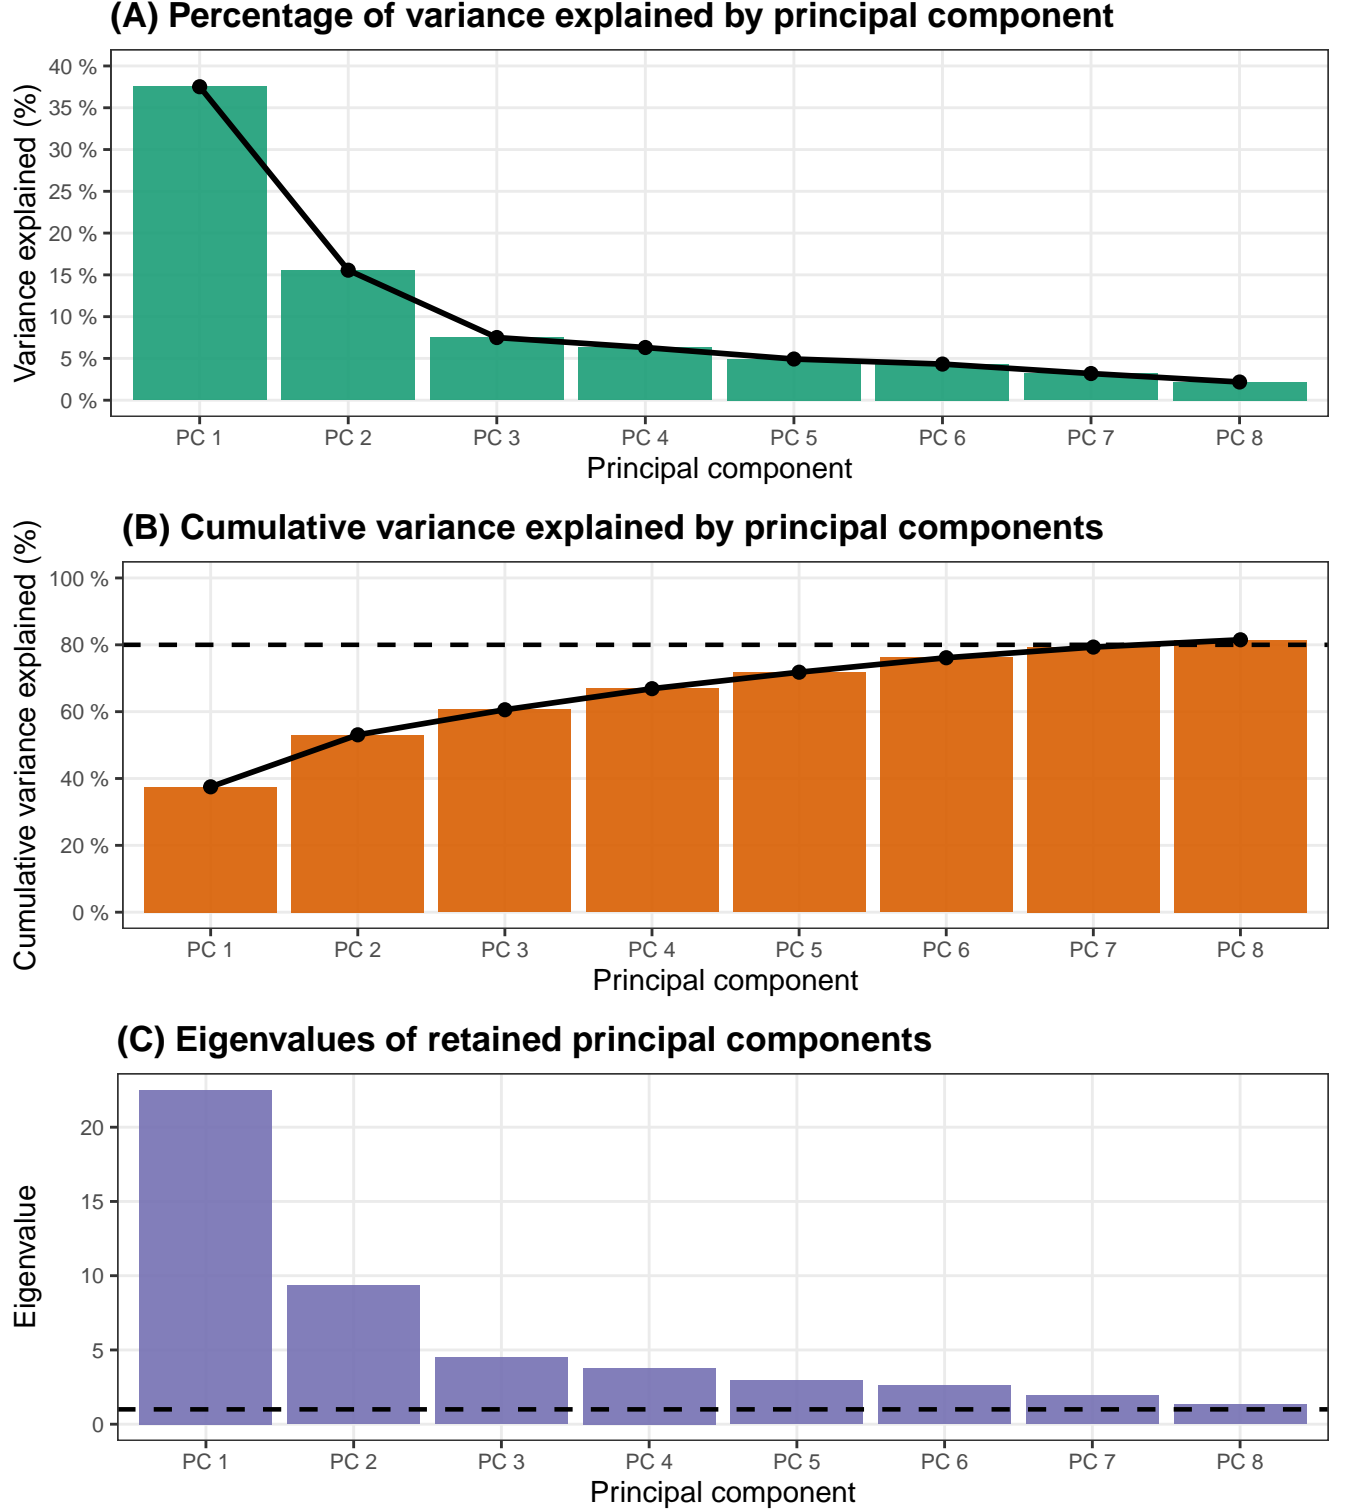 (A) Percentage of variance explained by principal component
Variance explained (%)
40 %
35 %
30 %
25 %
20 %
15 %
10 %
5 %
0 %
PC 1 PC 2 PC 3 PC 4 PC 5 PC 6 PC 7 PC 8
Principal component
(B) Cumulative variance explained by principal components
Cumulative variance explained (%)
100 %
80 %
60 %
40 %
20 %
0 %
PC 1 PC 2 PC 3 PC 4 PC 5 PC 6 PC 7 PC 8
Principal component
(C) Eigenvalues of retained principal components
Eigenvalue
20
15
10
5
0
PC 1 PC 2 PC 3 PC 4 PC 5 PC 6 PC 7 PC 8
Principal component